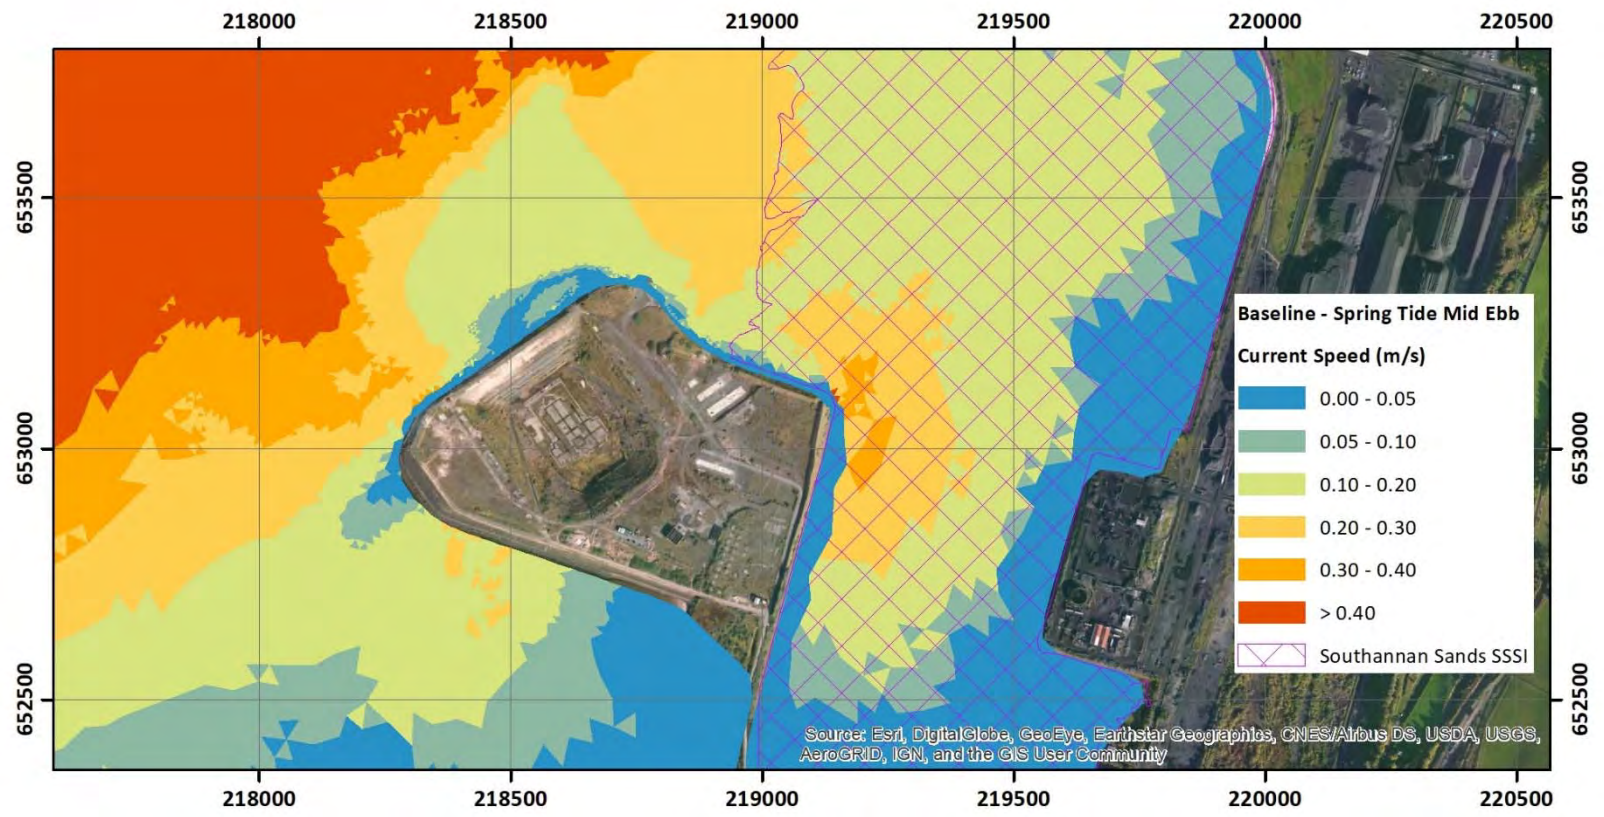 218000 218500 219000 219500 220000 220500
653500 653500
Baseline - Spring Tide Mid Ebb
Current Speed (m/s)
0.00 - 0.05
0.05 - 0.10
653000 653000
0.10 - 0.20
0.20 - 0.30
0.30 - 0.40
> 0.40
Southannan Sands SSSI
652500 652500
Source: Esri, DigitalGlobe, GeoEye, Earthstar Geographics, CNES/Airbus DS, USDA, USGS,
AeroGRID, IGN, and the GIS User Community
218000 218500 219000 219500 220000 220500